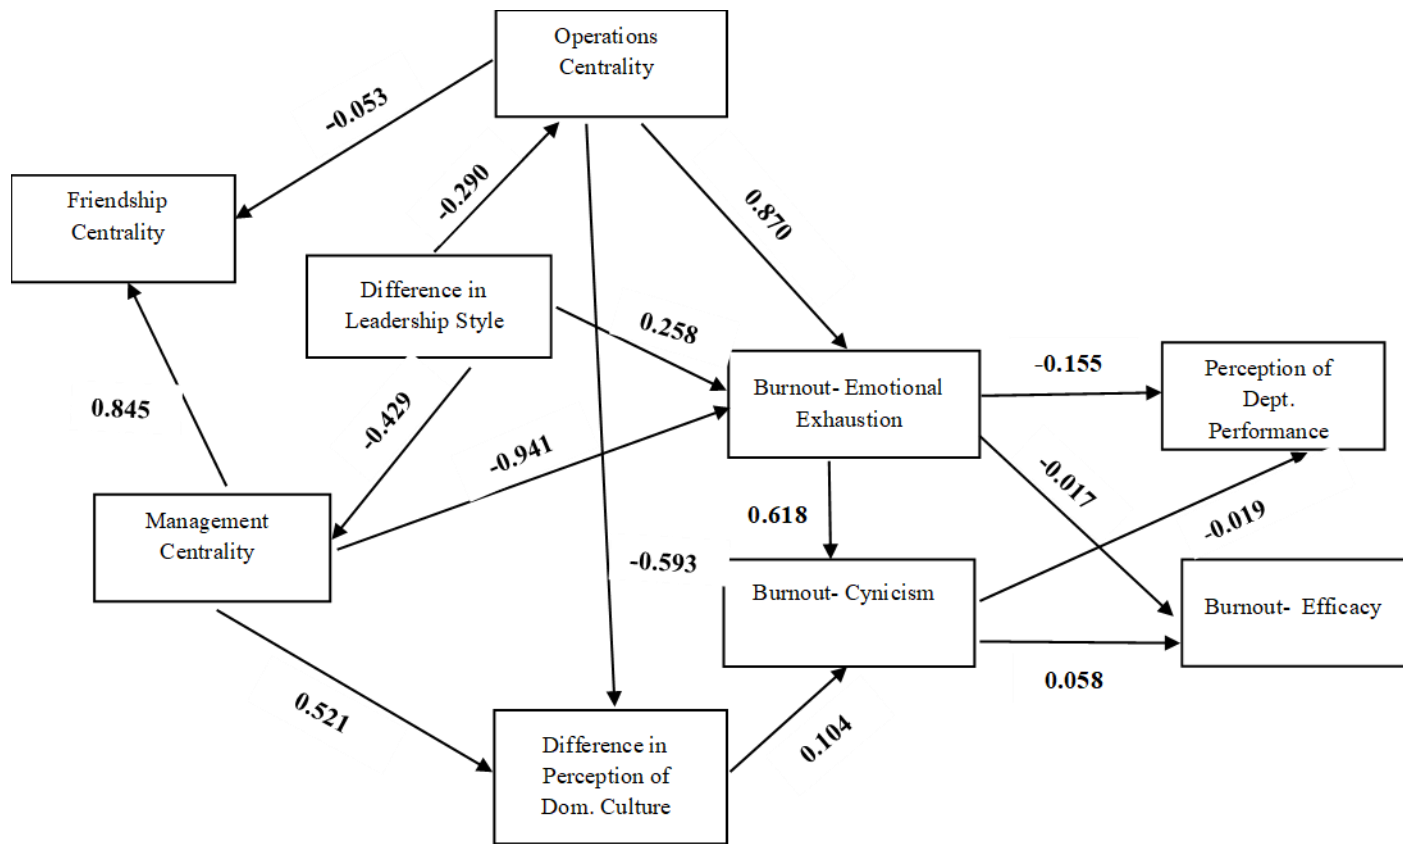 Operations
Centrality
-0.053
Friendship
Centrality
-0.290
0.870
Difference in
Leadership Style
0.258
Burnout- Emotional
Exhaustion
-0.155
Perception of
Dept.
Performance
0.845
-0.429
-0.941
-0.017
Management
Centrality
0.618
-0.019
-0.593
Burnout- Cynicism
Burnout- Efficacy
0.058
0.521
0.104
Difference in
Perception of
Dom. Culture